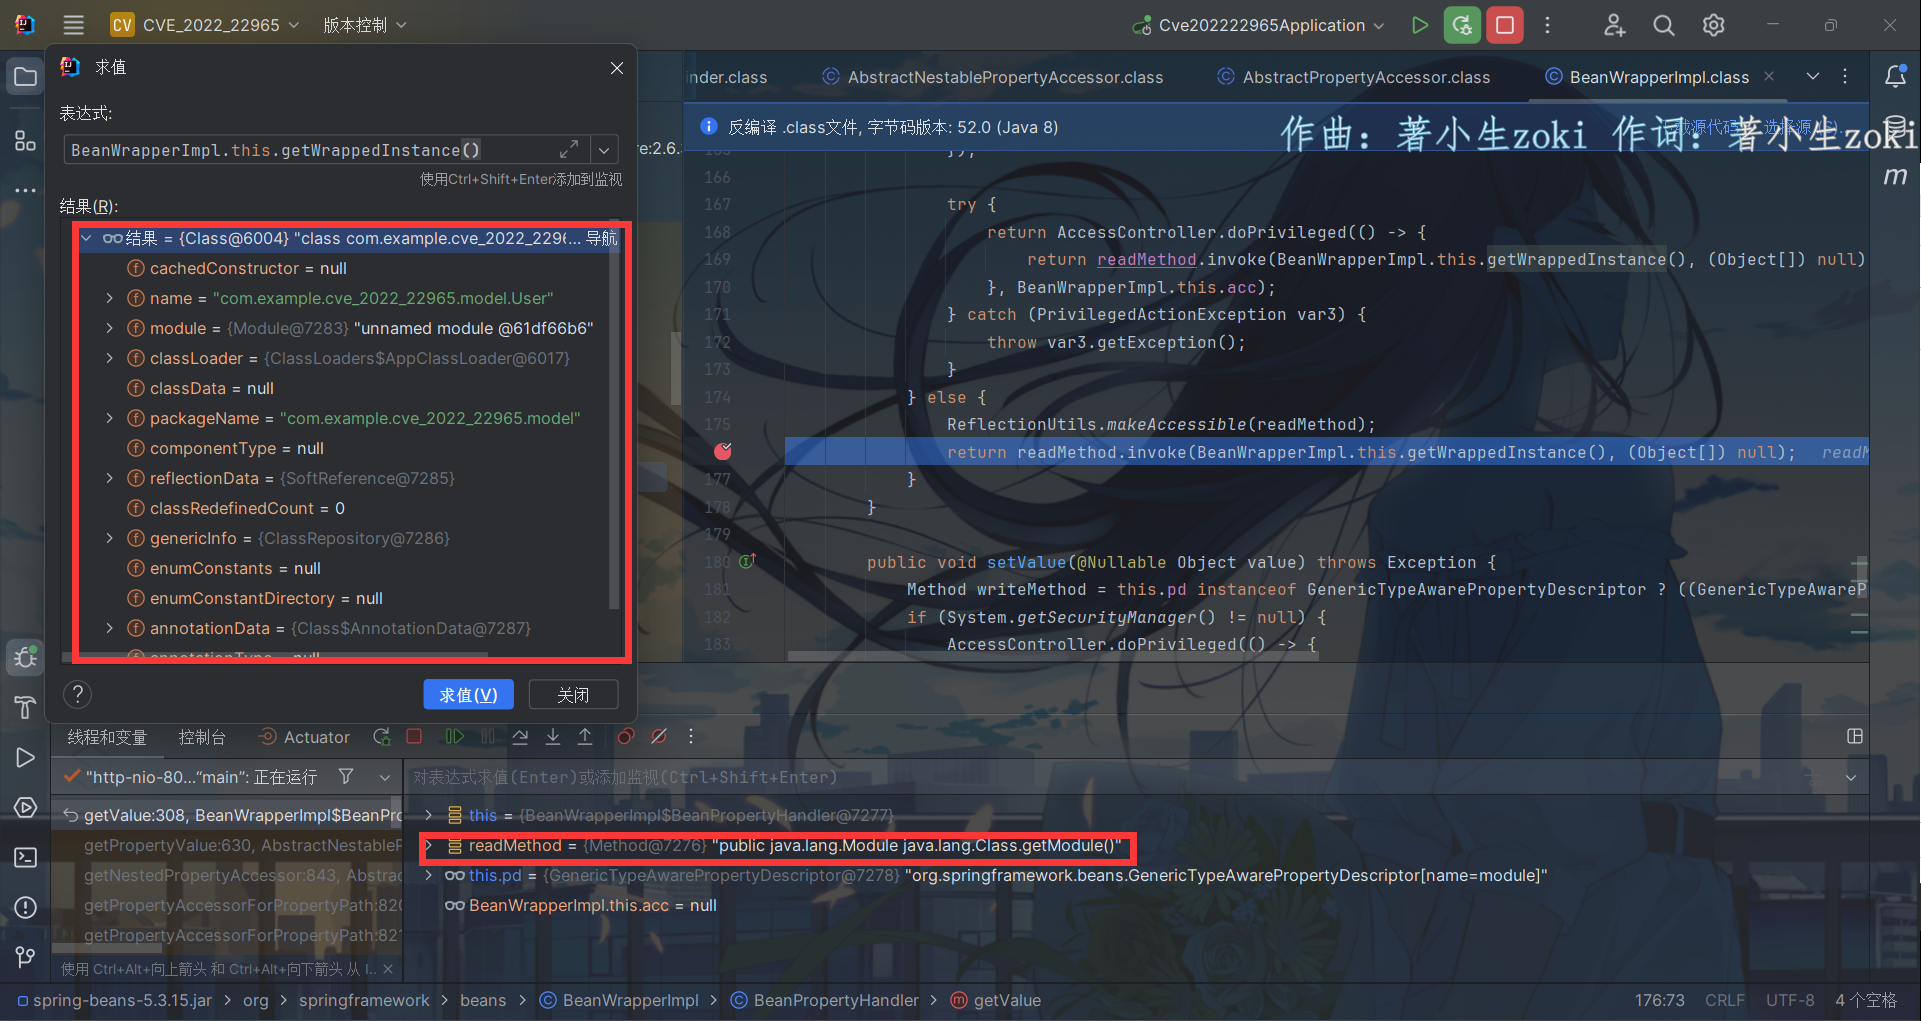 CV CVE_2022_22965 版本控制 Cve202222965Application
求值
表达式:
BeanWrapperImpl.this.getWrappedInstance()
使用Ctrl+Shift+Enter添加到监视
结果(R):
结果 = {Class@6004} "class com.example.cve_2022_2296... 导航
cachedConstructor = null
name = "com.example.cve_2022_22965.model.User"
module = {Module@7283} "unnamed module @61df66b6"
classLoader = {ClassLoaders$AppClassLoader@6017}
classData = null
packageName = "com.example.cve_2022_22965.model"
componentType = null
reflectionData = {SoftReference@7285}
classRedefinedCount = 0
genericInfo = {ClassRepository@7286}
enumConstants = null
enumConstantDirectory = null
annotationData = {Class$AnnotationData@7287}
annotationType = null
?
求值(V) 关闭
inder.class AbstractNestablePropertyAccessor.class AbstractPropertyAccessor.class BeanWrapperImpl.class
反编译 .class文件, 字节码版本: 52.0 (Java 8)
作曲：著小生zoki 作词：著小生zoki
re:2.6.3
m
});
166
167 try {
168 return AccessController.doPrivileged(() -> {
169 return readMethod.invoke(BeanWrapperImpl.this.getWrappedInstance(), (Object[]) null)
170 }, BeanWrapperImpl.this.acc);
171 } catch (PrivilegedActionException var3) {
172 throw var3.getException();
173 }
174 } else {
175 ReflectionUtils.makeAccessible(readMethod);
return readMethod.invoke(BeanWrapperImpl.this.getWrappedInstance(), (Object[]) null); readM
177 }
178 }
179
180 public void setValue(@Nullable Object value) throws Exception {
181 Method writeMethod = this.pd instanceof GenericTypeAwarePropertyDescriptor ? ((GenericTypeAwareP
182 if (System.getSecurityManager() != null) {
183 AccessController.doPrivileged(() -> {
线程和变量 控制台 Actuator
"http-nio-80..."main": 正在运行
对表达式求值(Enter)或添加监视(Ctrl+Shift+Enter)
getValue:308, BeanWrapperImpl$BeanPro
getPropertyValue:630, AbstractNestableP
getNestedPropertyAccessor:843, Abstrac
getPropertyAccessorForPropertyPath:820
getPropertyAccessorForPropertyPath:821
使用 Ctrl+Alt+向上箭头 和 Ctrl+Alt+向下箭头 从 I..
this = {BeanWrapperImpl$BeanPropertyHandler@7277}
readMethod = {Method@7276} "public java.lang.Module java.lang.Class.getModule()"
this.pd = {GenericTypeAwarePropertyDescriptor@7278} "org.springframework.beans.GenericTypeAwarePropertyDescriptor[name=module]"
BeanWrapperImpl.this.acc = null
spring-beans-5.3.15.jar > org > springframework > beans > BeanWrapperImpl > BeanPropertyHandler > getValue
176:73 CRLF UTF-8 4 个空格